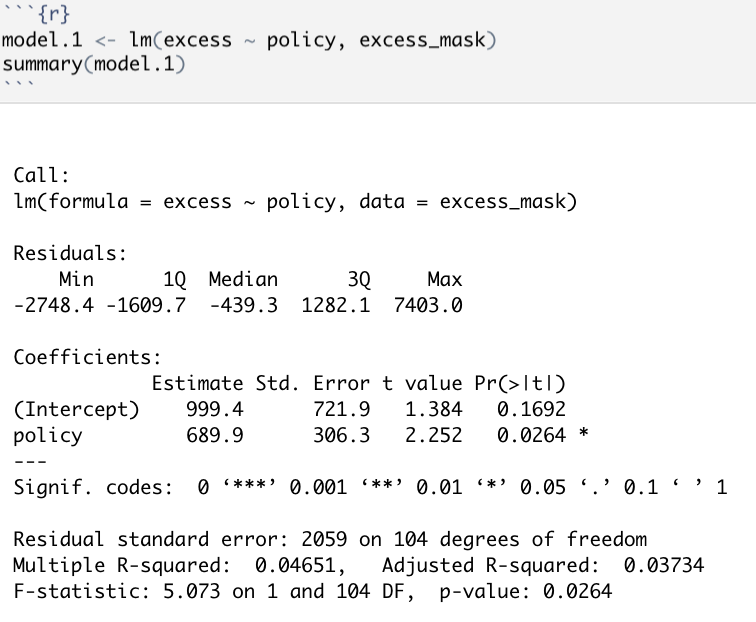 ```{r}
model.1 <- lm(excess ~ policy, excess_mask)
summary(model.1)
```
Call:
lm(formula = excess ~ policy, data = excess_mask)
Residuals:
    Min      1Q  Median      3Q     Max
-2748.4 -1609.7  -439.3  1282.1  7403.0
Coefficients:
            Estimate Std. Error t value Pr(>|t|)
(Intercept)    999.4      721.9   1.384   0.1692
policy         689.9      306.3   2.252   0.0264 *
---
Signif. codes:  0 ‘***’ 0.001 ‘**’ 0.01 ‘*’ 0.05 ‘.’ 0.1 ‘ ’ 1
Residual standard error: 2059 on 104 degrees of freedom
Multiple R-squared:  0.04651,	Adjusted R-squared:  0.03734
F-statistic: 5.073 on 1 and 104 DF,  p-value: 0.0264